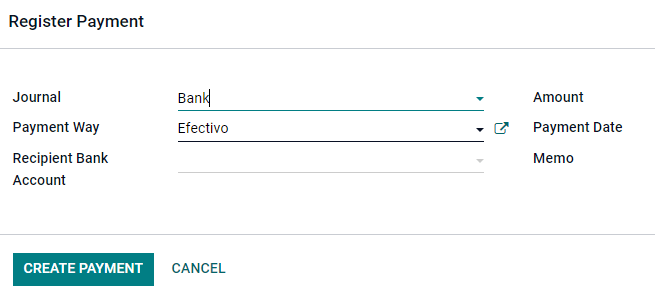 Register Payment
Journal Bank Amount
Payment Way Efectivo Payment Date
Recipient Bank Memo
Account
CREATE PAYMENT CANCEL